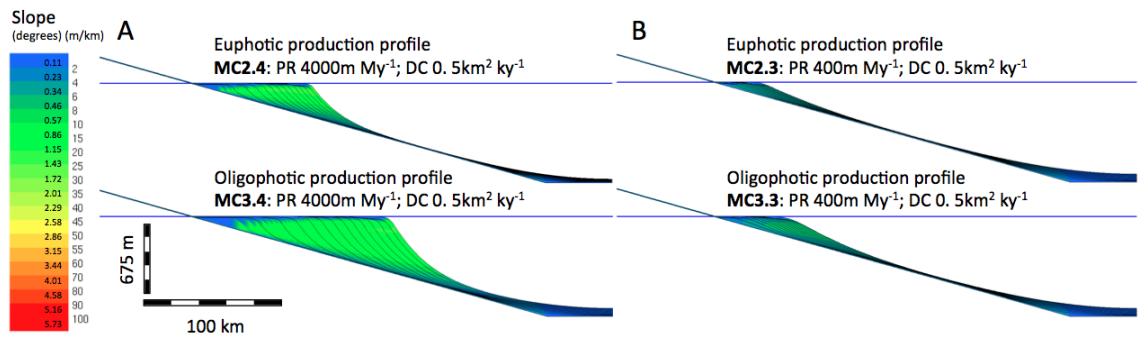 Slope
(degrees) (m/km)
A
B
Euphotic production profile
MC2.4: PR 4000m My⁻¹; DC 0. 5km² ky⁻¹
Euphotic production profile
MC2.3: PR 400m My⁻¹; DC 0. 5km² ky⁻¹
Oligophotic production profile
MC3.4: PR 4000m My⁻¹; DC 0.5km² ky⁻¹
Oligophotic production profile
MC3.3: PR 400m My⁻¹; DC 0.5km² ky⁻¹
0.11
0.23 2
0.34 4
0.46 6
0.57 8
0.86 10
1.15 15
1.43 20
1.72 25
2.01 30
2.29 35
2.58 40
2.86 45
3.15 50
3.44 55
4.01 60
4.58 70
5.16 80
5.73 90
100
675 m
100 km